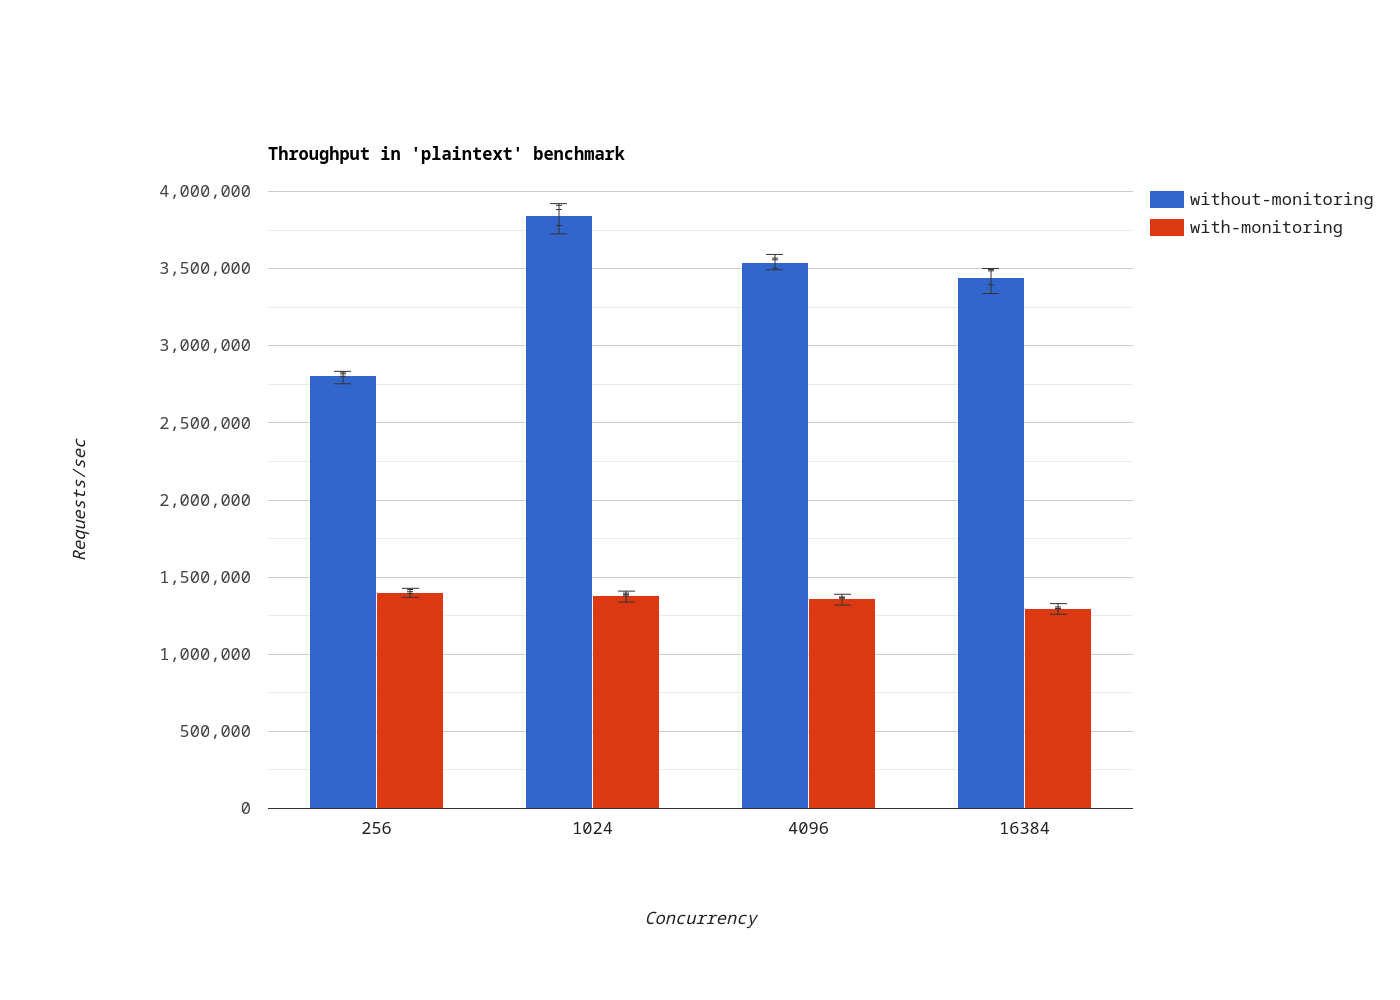 Throughput in 'plaintext' benchmark
4,000,000
3,500,000
3,000,000
2,500,000
2,000,000
1,500,000
1,000,000
500,000
0
Requests/sec
without-monitoring
with-monitoring
256 1024 4096 16384
Concurrency